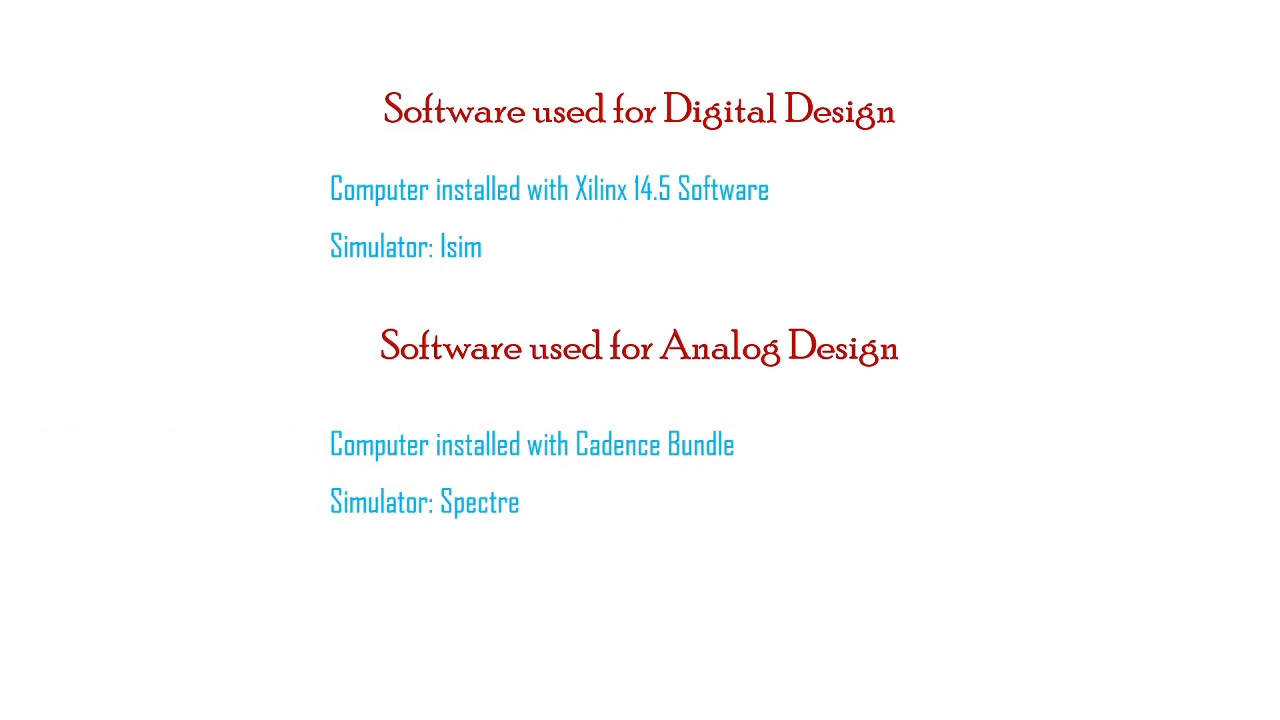 Software used for Digital Design
Computer installed with Xilinx 14.5 Software
Simulator: Isim
Software used for Analog Design
Computer installed with Cadence Bundle
Simulator: Spectre